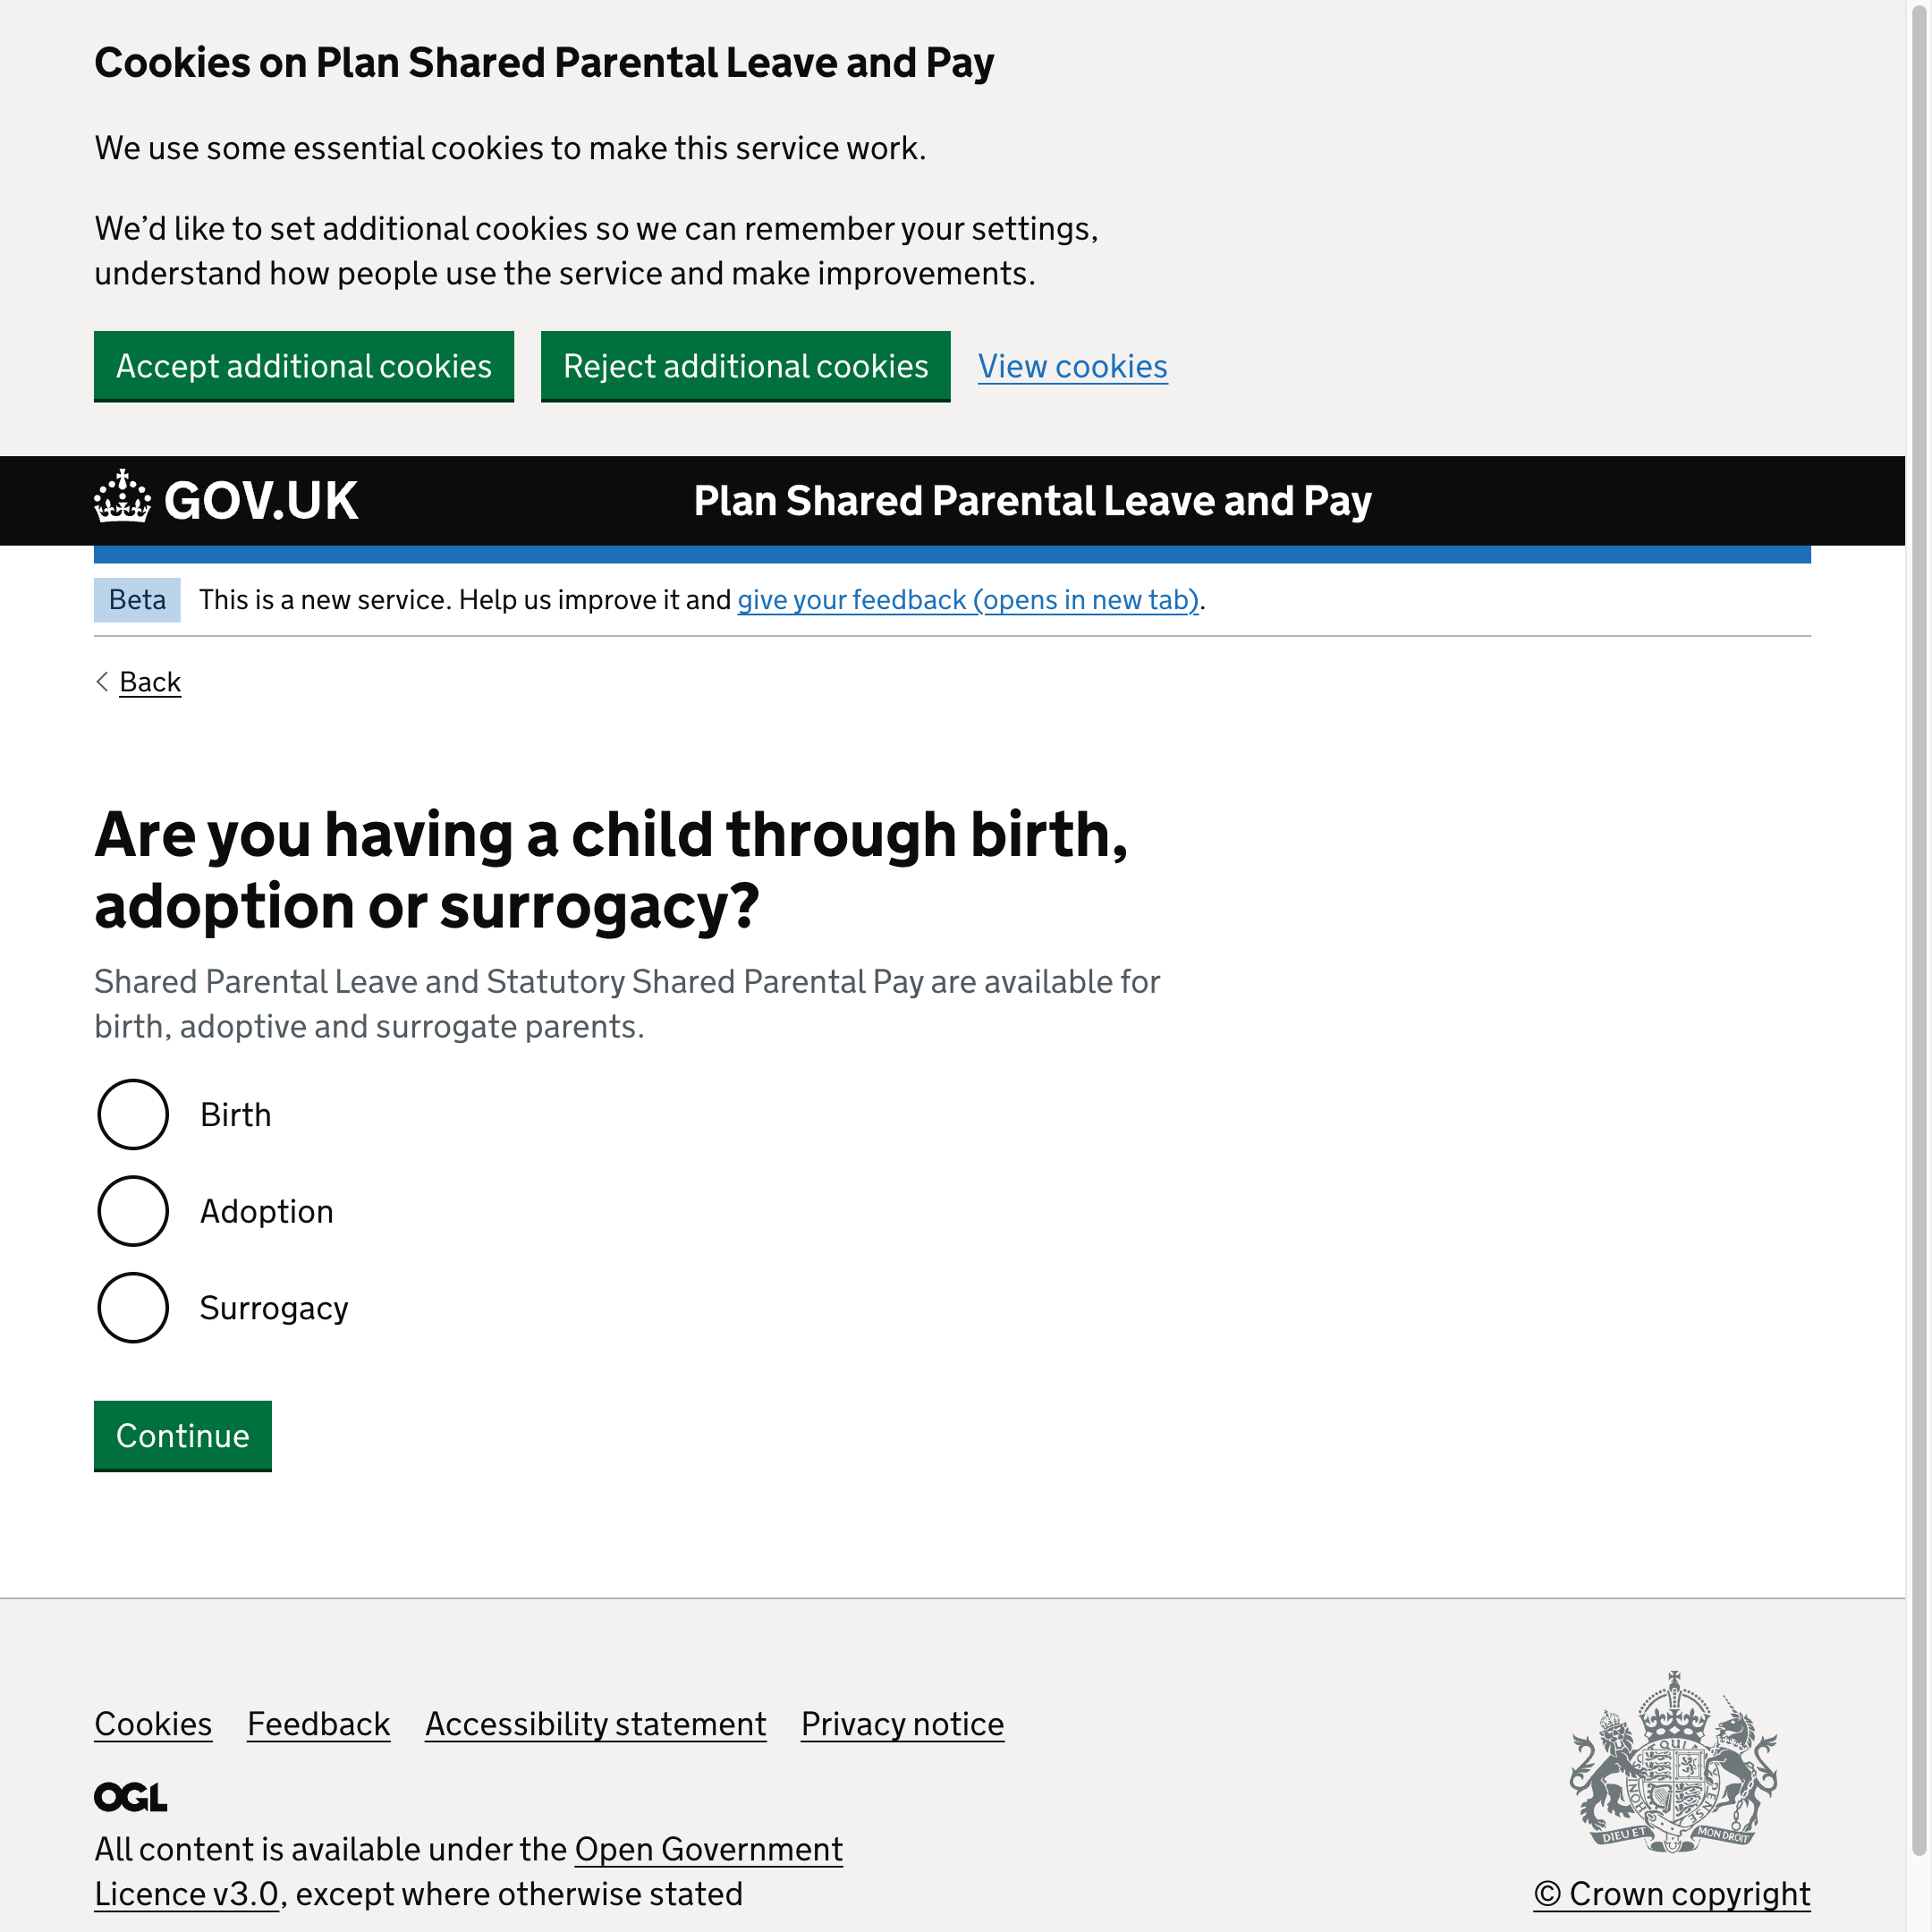 Cookies on Plan Shared Parental Leave and Pay
We use some essential cookies to make this service work.
We’d like to set additional cookies so we can remember your settings,
understand how people use the service and make improvements.
Accept additional cookies Reject additional cookies View cookies
GOV.UK Plan Shared Parental Leave and Pay
Beta This is a new service. Help us improve it and give your feedback (opens in new tab).
Back
Are you having a child through birth,
adoption or surrogacy?
Shared Parental Leave and Statutory Shared Parental Pay are available for
birth, adoptive and surrogate parents.
Birth
Adoption
Surrogacy
Continue
Cookies Feedback Accessibility statement Privacy notice
OGL
All content is available under the Open Government
Licence v3.0, except where otherwise stated
QUI
DIEU ET MON DROIT
© Crown copyright